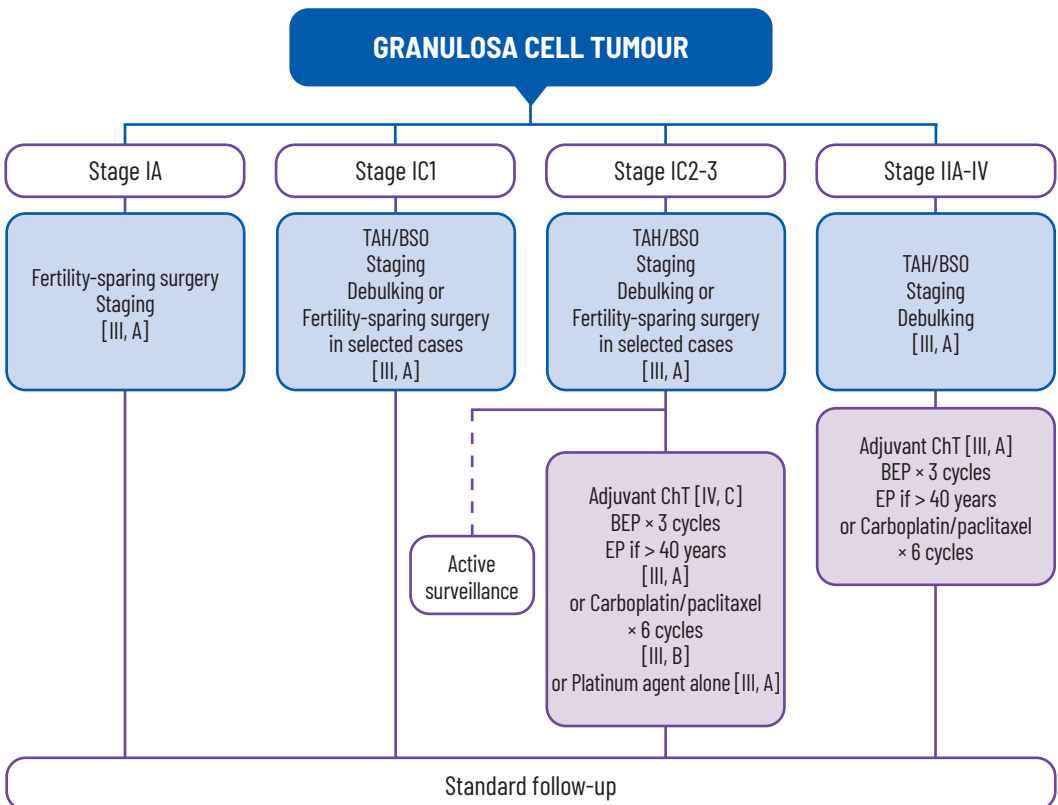 GRANULOSA CELL TUMOUR
Stage IA
Stage IC1
Stage IC2-3
Stage IIA-IV
Fertility-sparing surgery
Staging
[III, A]
TAH/BSO
Staging
Debulking or
Fertility-sparing surgery
in selected cases
[III, A]
TAH/BSO
Staging
Debulking or
Fertility-sparing surgery
in selected cases
[III, A]
TAH/BSO
Staging
Debulking
[III, A]
Active
surveillance
Adjuvant ChT [IV, C]
BEP × 3 cycles
EP if > 40 years
[III, A]
or Carboplatin/paclitaxel
× 6 cycles
[III, B]
or Platinum agent alone [III, A]
Adjuvant ChT [III, A]
BEP × 3 cycles
EP if > 40 years
or Carboplatin/paclitaxel
× 6 cycles
Standard follow-up